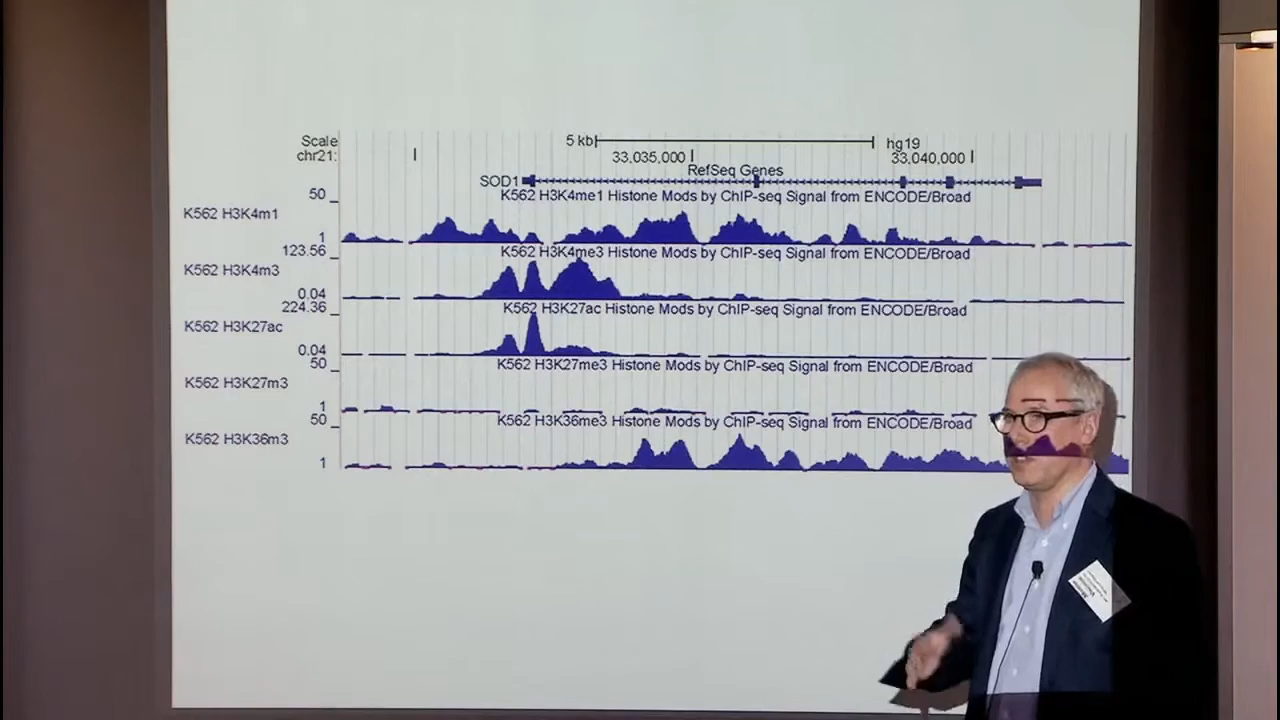 Scale
5 kb
hg19
chr21:
33,035,000
33,040,000
RefSeq Genes
SOD1
50
K562 H3K4me1 Histone Mods by ChIP-seq Signal from ENCODE/Broad
K562 H3K4m1
1
123.56
K562 H3K4me3 Histone Mods by ChIP-seq Signal from ENCODE/Broad
K562 H3K4m3
0.04
224.36
K562 H3K27ac Histone Mods by ChIP-seq Signal from ENCODE/Broad
K562 H3K27ac
0.04
50
K562 H3K27me3 Histone Mods by ChIP-seq Signal from ENCODE/Broad
K562 H3K27m3
1
50
K562 H3K36me3 Histone Mods by ChIP-seq Signal from ENCODE/Broad
K562 H3K36m3
1